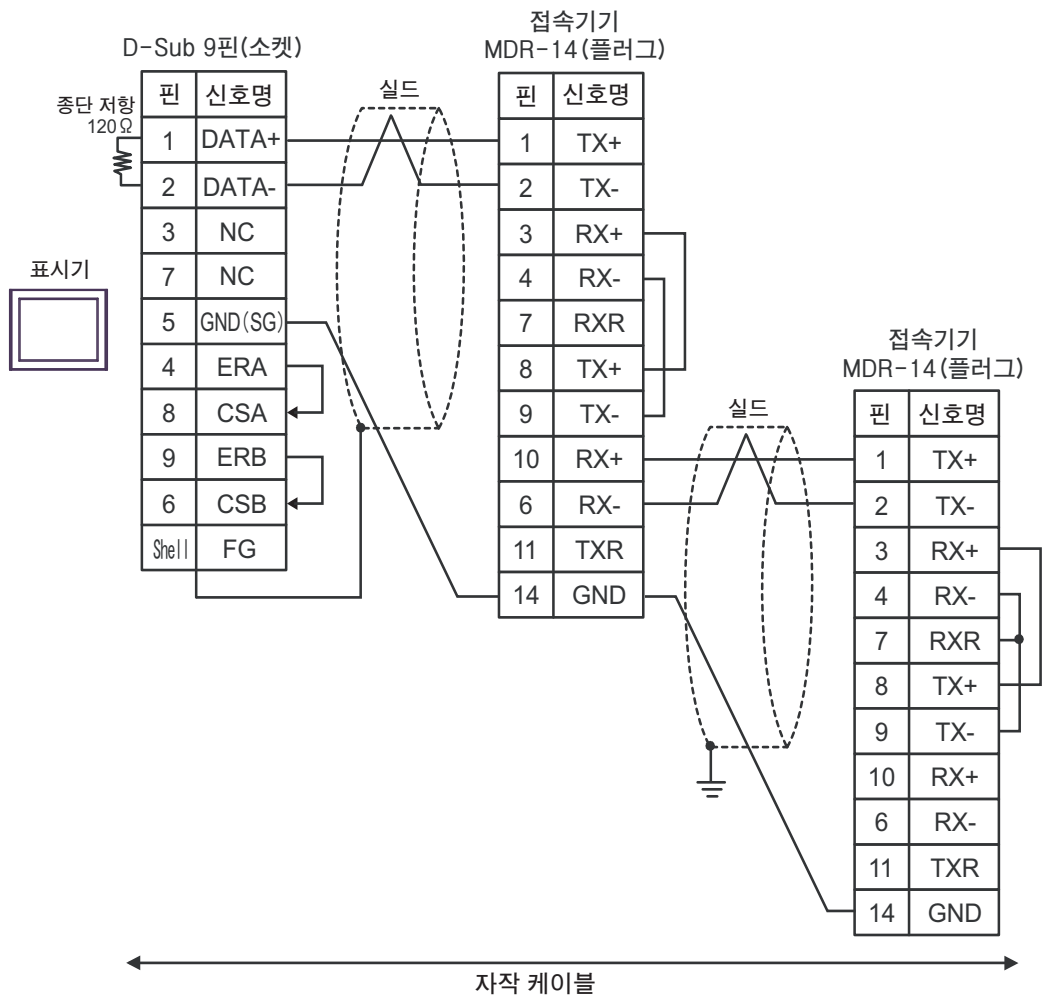 D-Sub 9핀(소켓)
핀 신호명
종단 저항
120Ω
1 DATA+
2 DATA-
3 NC
7 NC
5 GND(SG)
4 ERA
8 CSA
9 ERB
6 CSB
Shell FG
표시기
실드
접속기기
MDR-14(플러그)
핀 신호명
1 TX+
2 TX-
3 RX+
4 RX-
7 RXR
8 TX+
9 TX-
10 RX+
6 RX-
11 TXR
14 GND
실드
접속기기
MDR-14(플러그)
핀 신호명
1 TX+
2 TX-
3 RX+
4 RX-
7 RXR
8 TX+
9 TX-
10 RX+
6 RX-
11 TXR
14 GND
자작 케이블